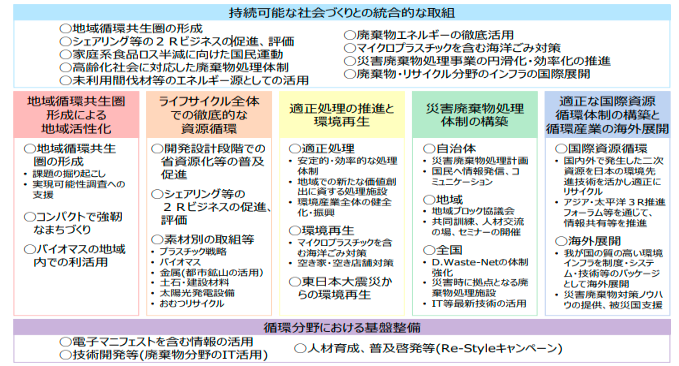 持続可能な社会づくりとの統合的な取組
○地域循環共生圏の形成
○シェアリング等の2Rビジネスの促進、評価
○家庭系食品ロス半減に向けた国民運動
○高齢化社会に対応した廃棄物処理体制
○未利用間伐材等のエネルギー源としての活用
○廃棄物エネルギーの徹底活用
○マイクロプラスチックを含む海洋ごみ対策
○災害廃棄物処理事業の円滑化・効率化の推進
○廃棄物・リサイクル分野のインフラの国際展開
地域循環共生圏
形成による
地域活性化
○地域循環共生
圏の形成
・課題の掘り起こし
・実現可能性調査への
支援
○コンパクトで強靭
なまちづくり
○バイオマスの地域
内での利活用
ライフサイクル全体
での徹底的な
資源循環
○開発設計段階での
省資源化等の普及
促進
○シェアリング等の
2Rビジネスの促進、
評価
○素材別の取組等
・プラスチック戦略
・バイオマス
・金属(都市鉱山の活用)
・土石・建設材料
・太陽光発電設備
・おむつリサイクル
適正処理の推進と
環境再生
○適正処理
・安定的・効率的な処理
体制
・地域での新たな価値創
出に資する処理施設
・環境産業全体の健全
化・振興
○環境再生
・マイクロプラスチックを含
む海洋ごみ対策
・空き家・空き店舗対策
○東日本大震災か
らの環境再生
災害廃棄物処理
体制の構築
○自治体
・災害廃棄物処理計画
・国民へ情報発信、コ
ミュニケーション
○地域
・地域ブロック協議会
・共同訓練、人材交流
の場、セミナーの開催
○全国
・D.Waste-Netの体制
強化
・災害時に拠点となる廃
棄物処理施設
・IT等最新技術の活用
適正な国際資源
循環体制の構築と
循環産業の海外展開
○国際資源循環
・国内外で発生した二次
資源を日本の環境先
進技術を活かし適正に
リサイクル
・アジア・太平洋3R推進
フォーラム等を通じて、
情報共有等を推進
○海外展開
・我が国の質の高い環境
インフラを制度・システ
ム・技術等のパッケージ
として海外展開
・災害廃棄物対策ノウハ
ウの提供、被災国支援
循環分野における基盤整備
○電子マニフェストを含む情報の活用
○技術開発等(廃棄物分野のIT活用)
○人材育成、普及啓発等(Re-Styleキャンペーン)